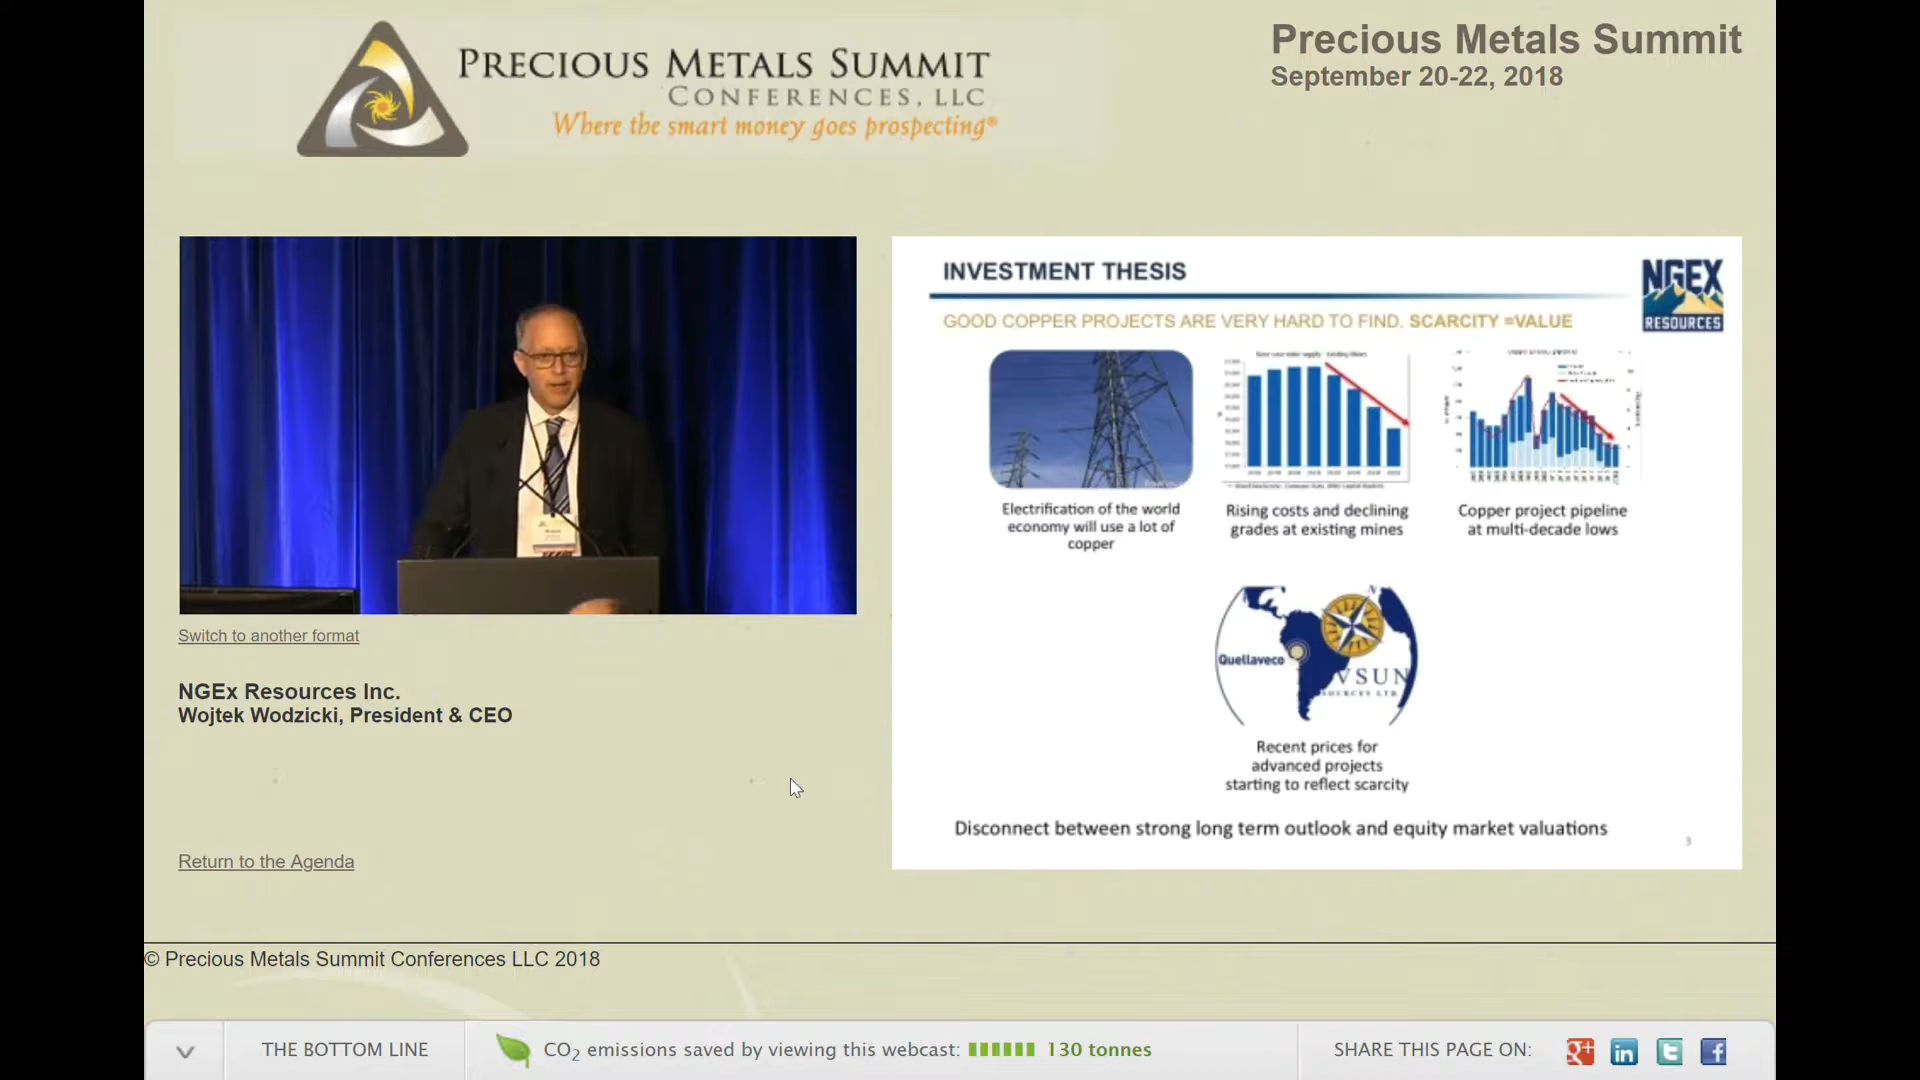 PRECIOUS METALS SUMMIT
CONFERENCES, LLC
Where the smart money goes prospecting®
Precious Metals Summit
September 20-22, 2018
Switch to another format
NGEx Resources Inc.
Wojtek Wodzicki, President & CEO
Return to the Agenda
INVESTMENT THESIS
NGEX
RESOURCES
GOOD COPPER PROJECTS ARE VERY HARD TO FIND. SCARCITY =VALUE
Electrification of the world
economy will use a lot of
copper
Rising costs and declining
grades at existing mines
Copper project pipeline
at multi-decade lows
Quellaveco
VSUN
Recent prices for
advanced projects
starting to reflect scarcity
Disconnect between strong long term outlook and equity market valuations
3
© Precious Metals Summit Conferences LLC 2018
THE BOTTOM LINE
CO2 emissions saved by viewing this webcast: 130 tonnes
SHARE THIS PAGE ON: